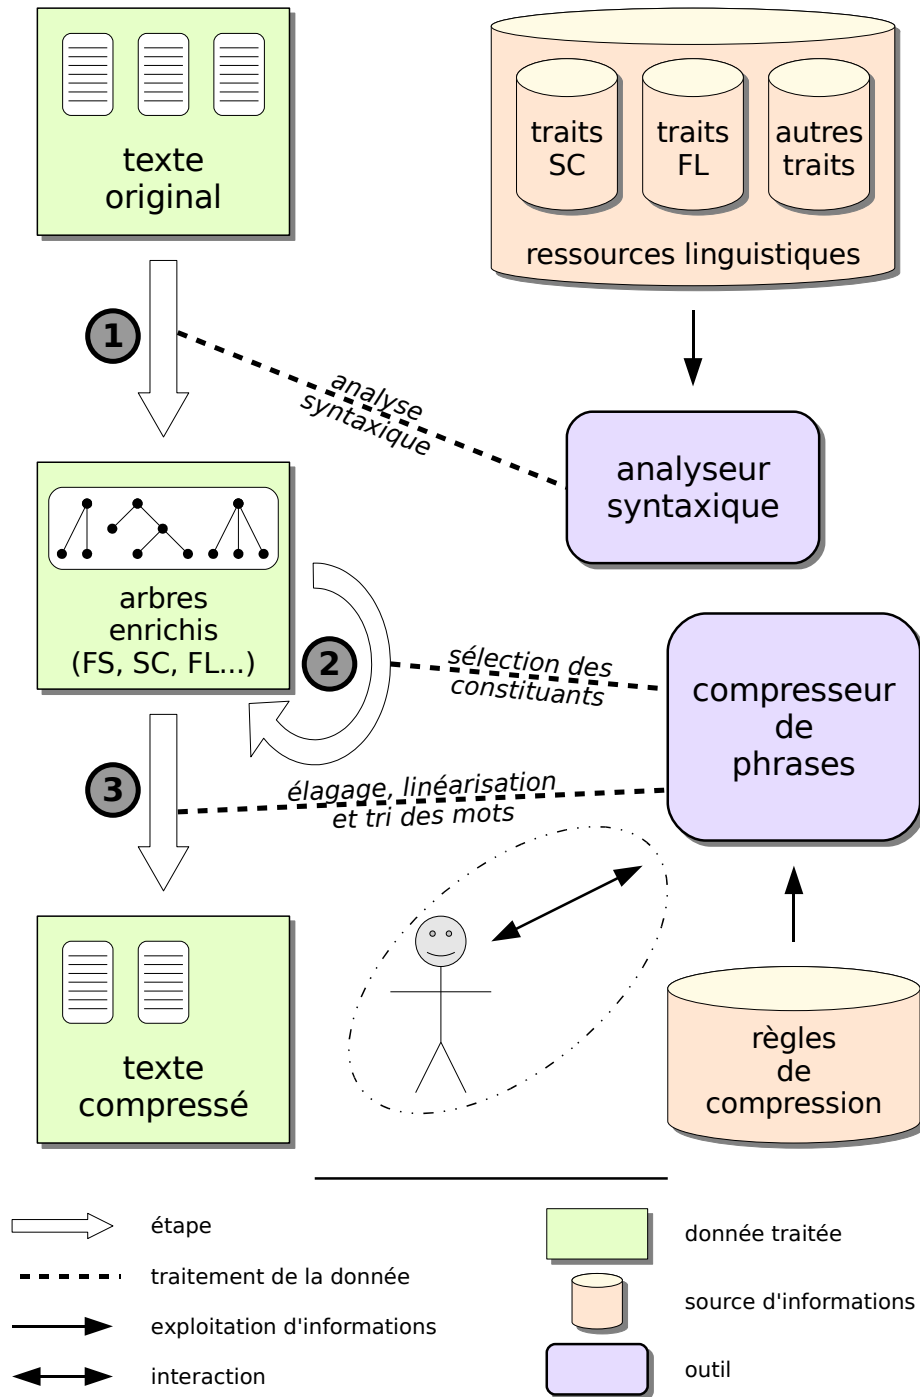 texte
original
traits
SC
traits
FL
autres
traits
ressources linguistiques
1
analyse
syntaxique
analyseur
syntaxique
arbres
enrichis
(FS, SC, FL...)
2
sélection des
constituants
compresseur
de
phrases
3
élagage, linéarisation
et tri des mots
texte
compressé
règles
de
compression
étape
traitement de la donnée
exploitation d'informations
interaction
donnée traitée
source d'informations
outil